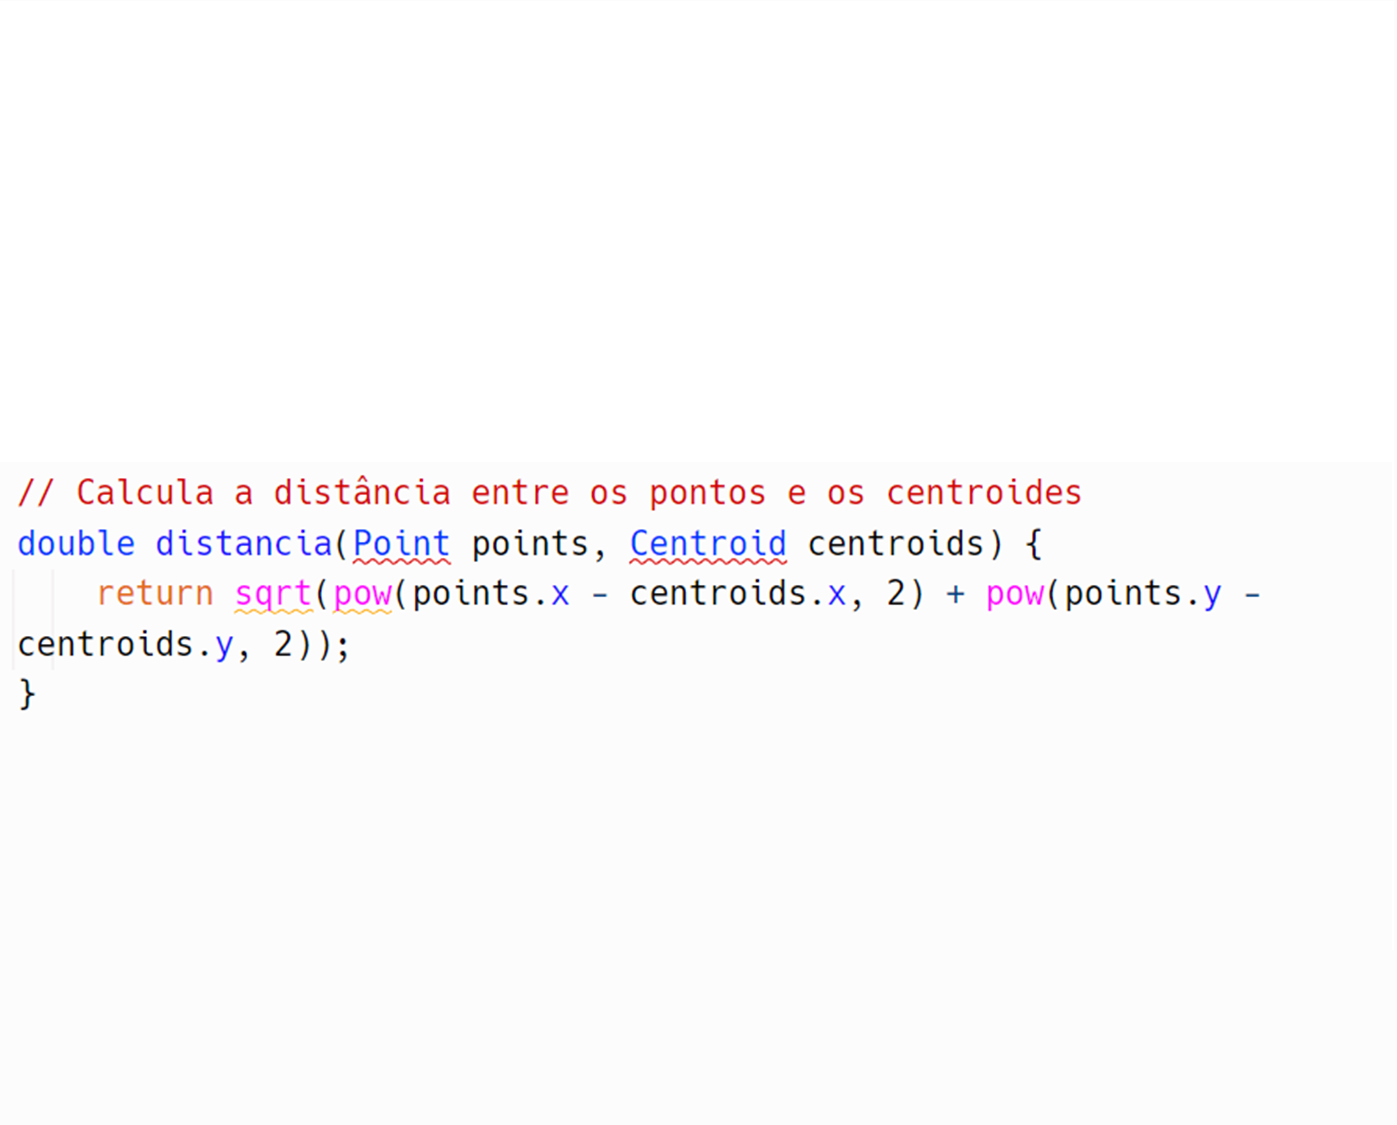 // Calcula a distância entre os pontos e os centroides
double distancia(Point points, Centroid centroids) {
    return sqrt(pow(points.x - centroids.x, 2) + pow(points.y -
centroids.y, 2));
}